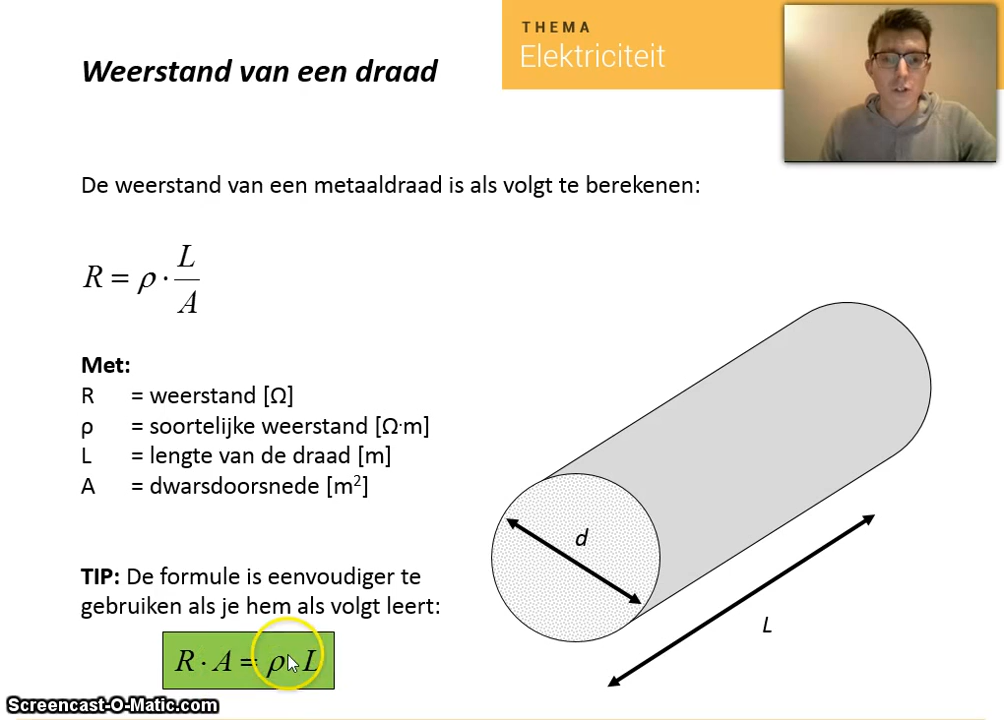 THEMA
Elektriciteit
Weerstand van een draad
De weerstand van een metaaldraad is als volgt te berekenen:
R = ρ · L / A
Met:
R = weerstand [Ω]
ρ = soortelijke weerstand [Ω·m]
L = lengte van de draad [m]
A = dwarsdoorsnede [m²]
d
L
TIP: De formule is eenvoudiger te
gebruiken als je hem als volgt leert:
R · A = ρ · L
Screencast-O-Matic.com